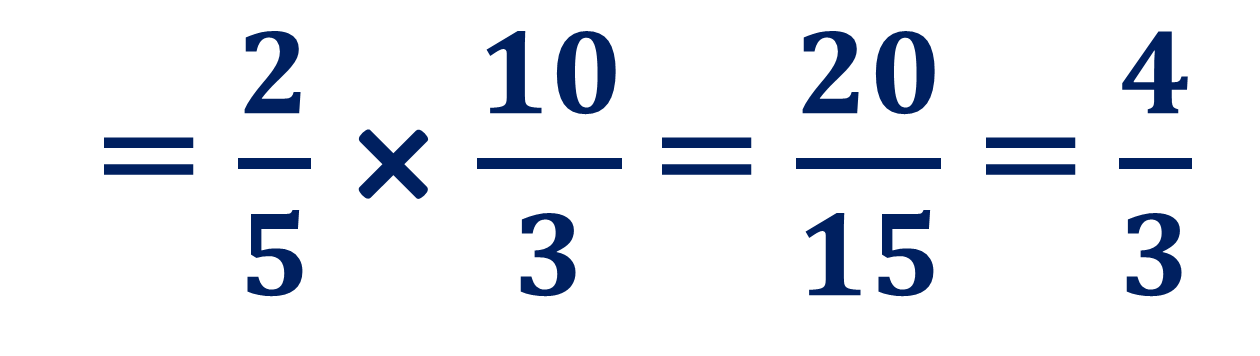 = 2/5 × 10/3 = 20/15 = 4/3